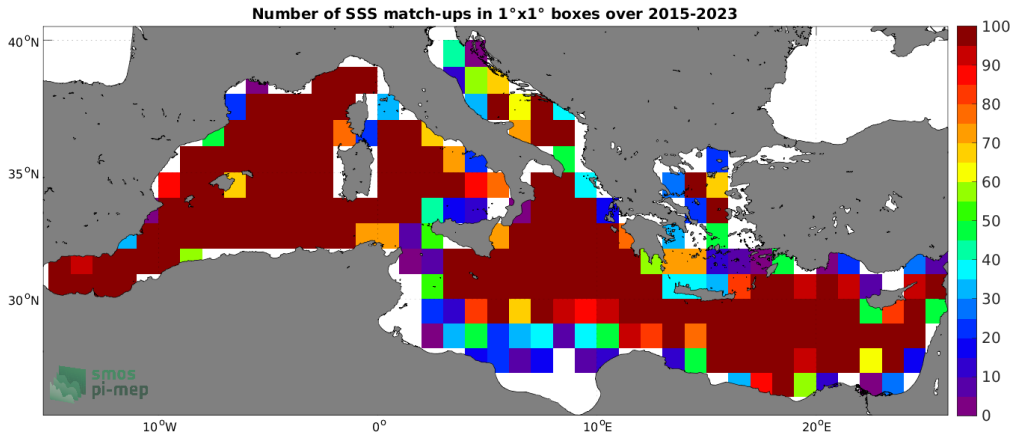 Number of SSS match-ups in 1°x1° boxes over 2015-2023
40°N
35°N
30°N
10°W
0°
10°E
20°E
100
90
80
70
60
50
40
30
20
10
0
smos
pi-mep